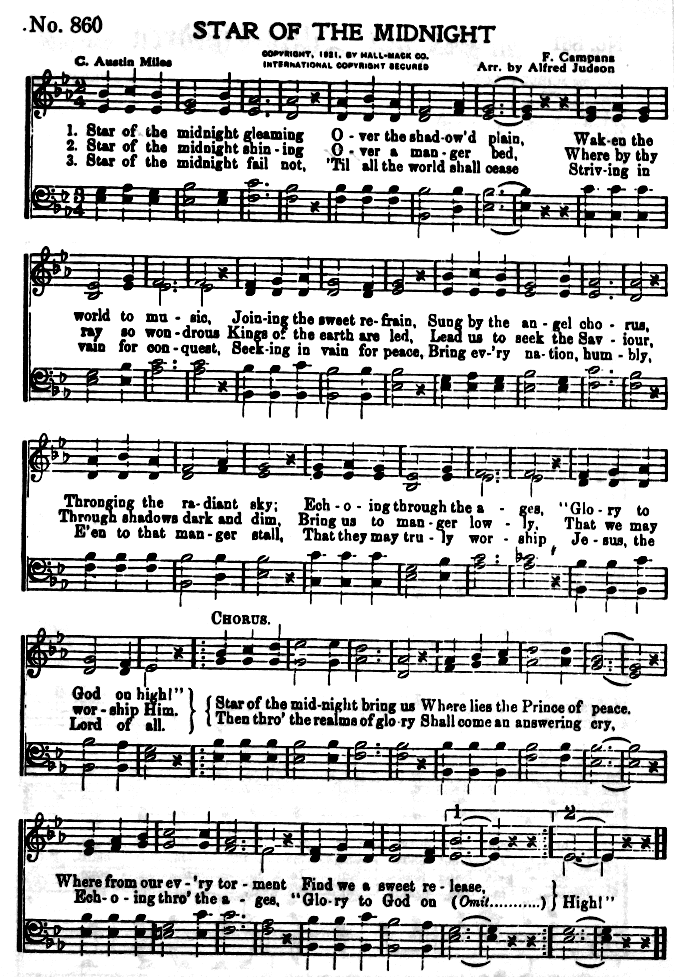 No. 860
STAR OF THE MIDNIGHT
C. Austin Miles
COPYRIGHT, 1921, BY HALL-MACK CO.
INTERNATIONAL COPYRIGHT SECURED
F. Campana
Arr. by Alfred Judson
1. Star of the midnight gleaming O - ver the shad-ow'd plain, Wak-en the
2. Star of the midnight shin - ing O - ver a man - ger bed, Where by thy
3. Star of the midnight fail not, 'Til all the world shall cease Striv-ing in
world to mu - sic, Join-ing the sweet re-frain, Sung by the an - gel cho - rus,
ray so won-drous Kings of the earth are led, Lead us to seek the Sav - iour,
vain for con-quest, Seek-ing in vain for peace, Bring ev-'ry na-tion, hum-bly,
Thronging the ra-diant sky; Ech - o - ing through the a - ges, "Glo-ry to
Through shadows dark and dim, Bring us to man-ger low - ly, That we may
E'en to that man-ger stall, That they may tru - ly wor - ship Je-sus, the
CHORUS.
God on high!"
wor-ship Him.
Lord of all.
Star of the mid-night bring us Where lies the Prince of peace.
Then thro' the realms of glo-ry Shall come an answering cry,
1 2
Where from our ev-'ry tor-ment Find we a sweet re-lease,
Ech-o-ing thro' the a - ges, "Glo-ry to God on (Omit...........) High!"